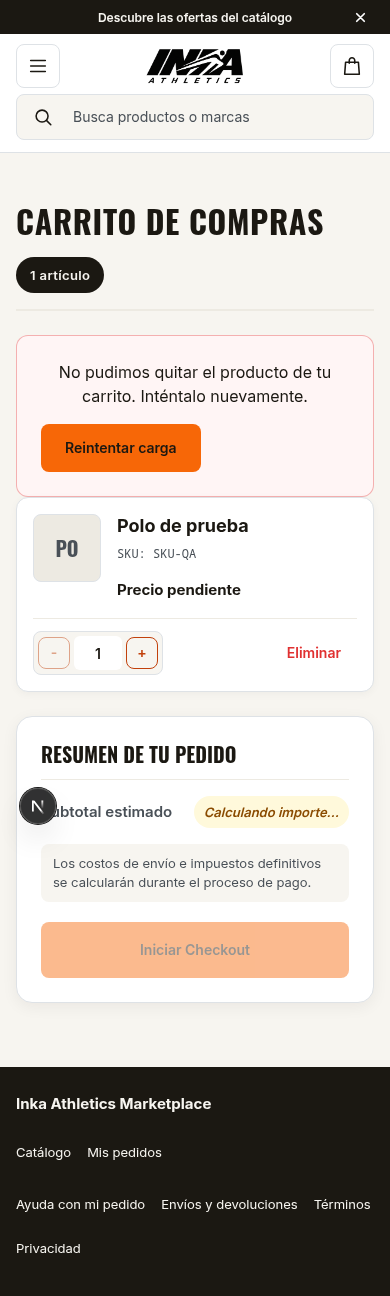 Descubre las ofertas del catálogo ×
INKA
ATHLETICS
Busca productos o marcas
CARRITO DE COMPRAS
1 artículo
No pudimos quitar el producto de tu
carrito. Inténtalo nuevamente.
Reintentar carga
PO
Polo de prueba
SKU: SKU-QA
Precio pendiente
- 1 +
Eliminar
RESUMEN DE TU PEDIDO
N
ubtotal estimado
Calculando importe...
Los costos de envío e impuestos definitivos
se calcularán durante el proceso de pago.
Iniciar Checkout
Inka Athletics Marketplace
Catálogo Mis pedidos
Ayuda con mi pedido Envíos y devoluciones Términos
Privacidad